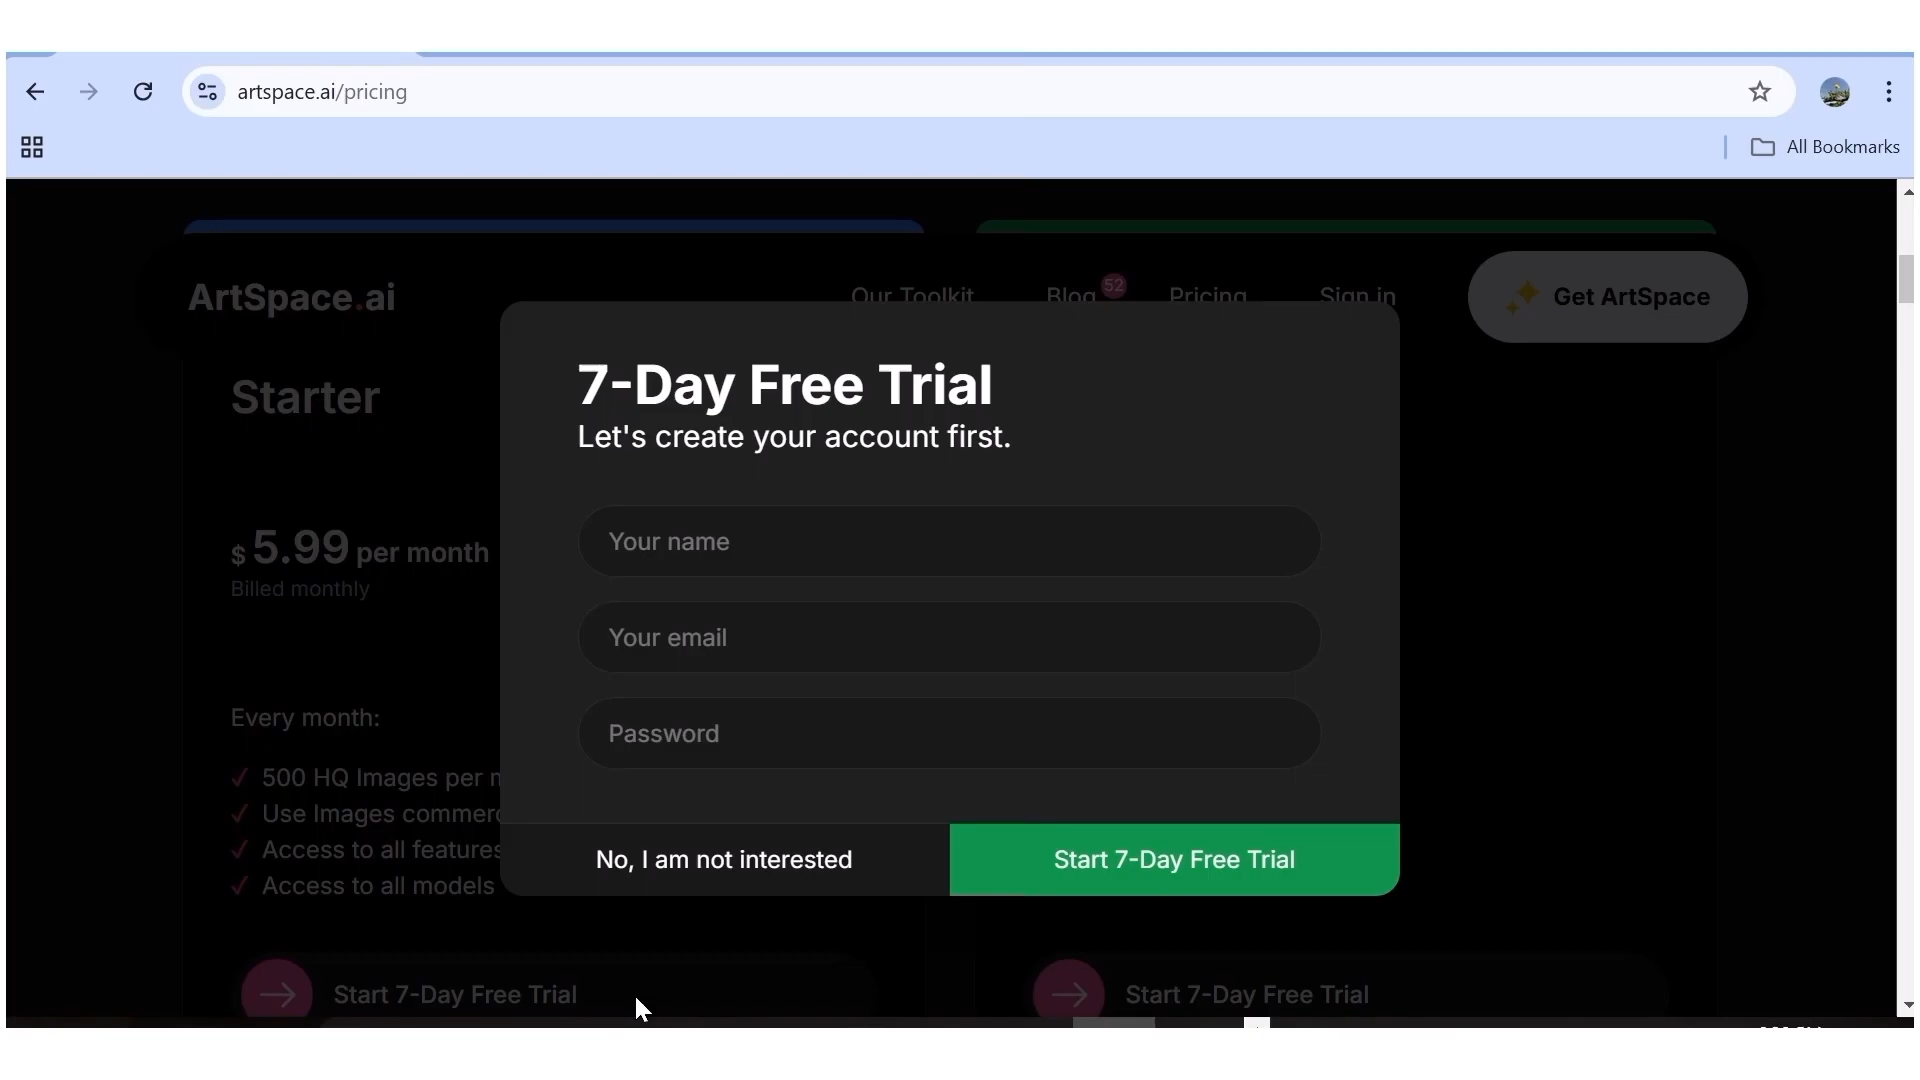 artspace.ai/pricing
All Bookmarks
ArtSpace.ai
Our Toolkit
Blog
52
Pricing
Sign in
Get ArtSpace
7-Day Free Trial
Let's create your account first.
Starter
Your name
$ 5.99 per month
Billed monthly
Your email
Every month:
Password
500 HQ Images per
Use Images
Access to all features
Access to all models
No, I am not interested
Start 7-Day Free Trial
Start 7-Day Free Trial
Start 7-Day Free Trial